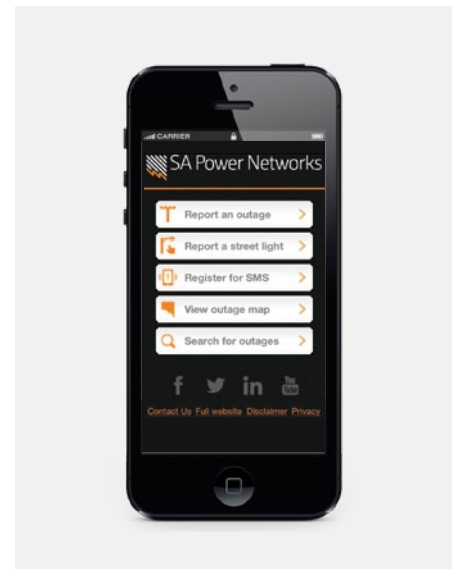 CARRIER
SA Power Networks
Report an outage
Report a street light
Register for SMS
View outage map
Search for outages
f in You Tube
Contact Us Full website Disclaimer Privacy